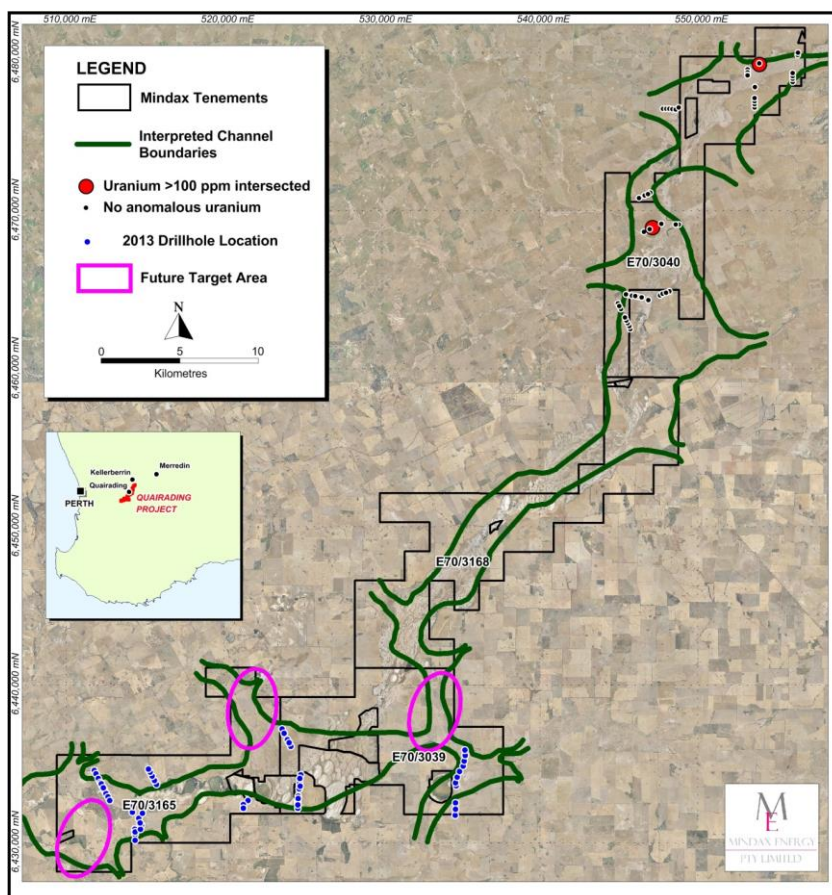 510,000 mE
520,000 mE
530,000 mE
540,000 mE
550,000 mE
6,480,000 mN
6,470,000 mN
6,460,000 mN
6,450,000 mN
6,440,000 mN
6,430,000 mN
LEGEND
Mindax Tenements
Interpreted Channel
Boundaries
Uranium >100 ppm intersected
No anomalous uranium
2013 Drillhole Location
Future Target Area
N
0 5 10
Kilometres
Kellerberrin
Merredin
Quairading
PERTH
QUAIRADING
PROJECT
E70/3040
E70/3168
E70/3039
E70/3165
M
E
MINDAX ENERGY
PTY LIMITED